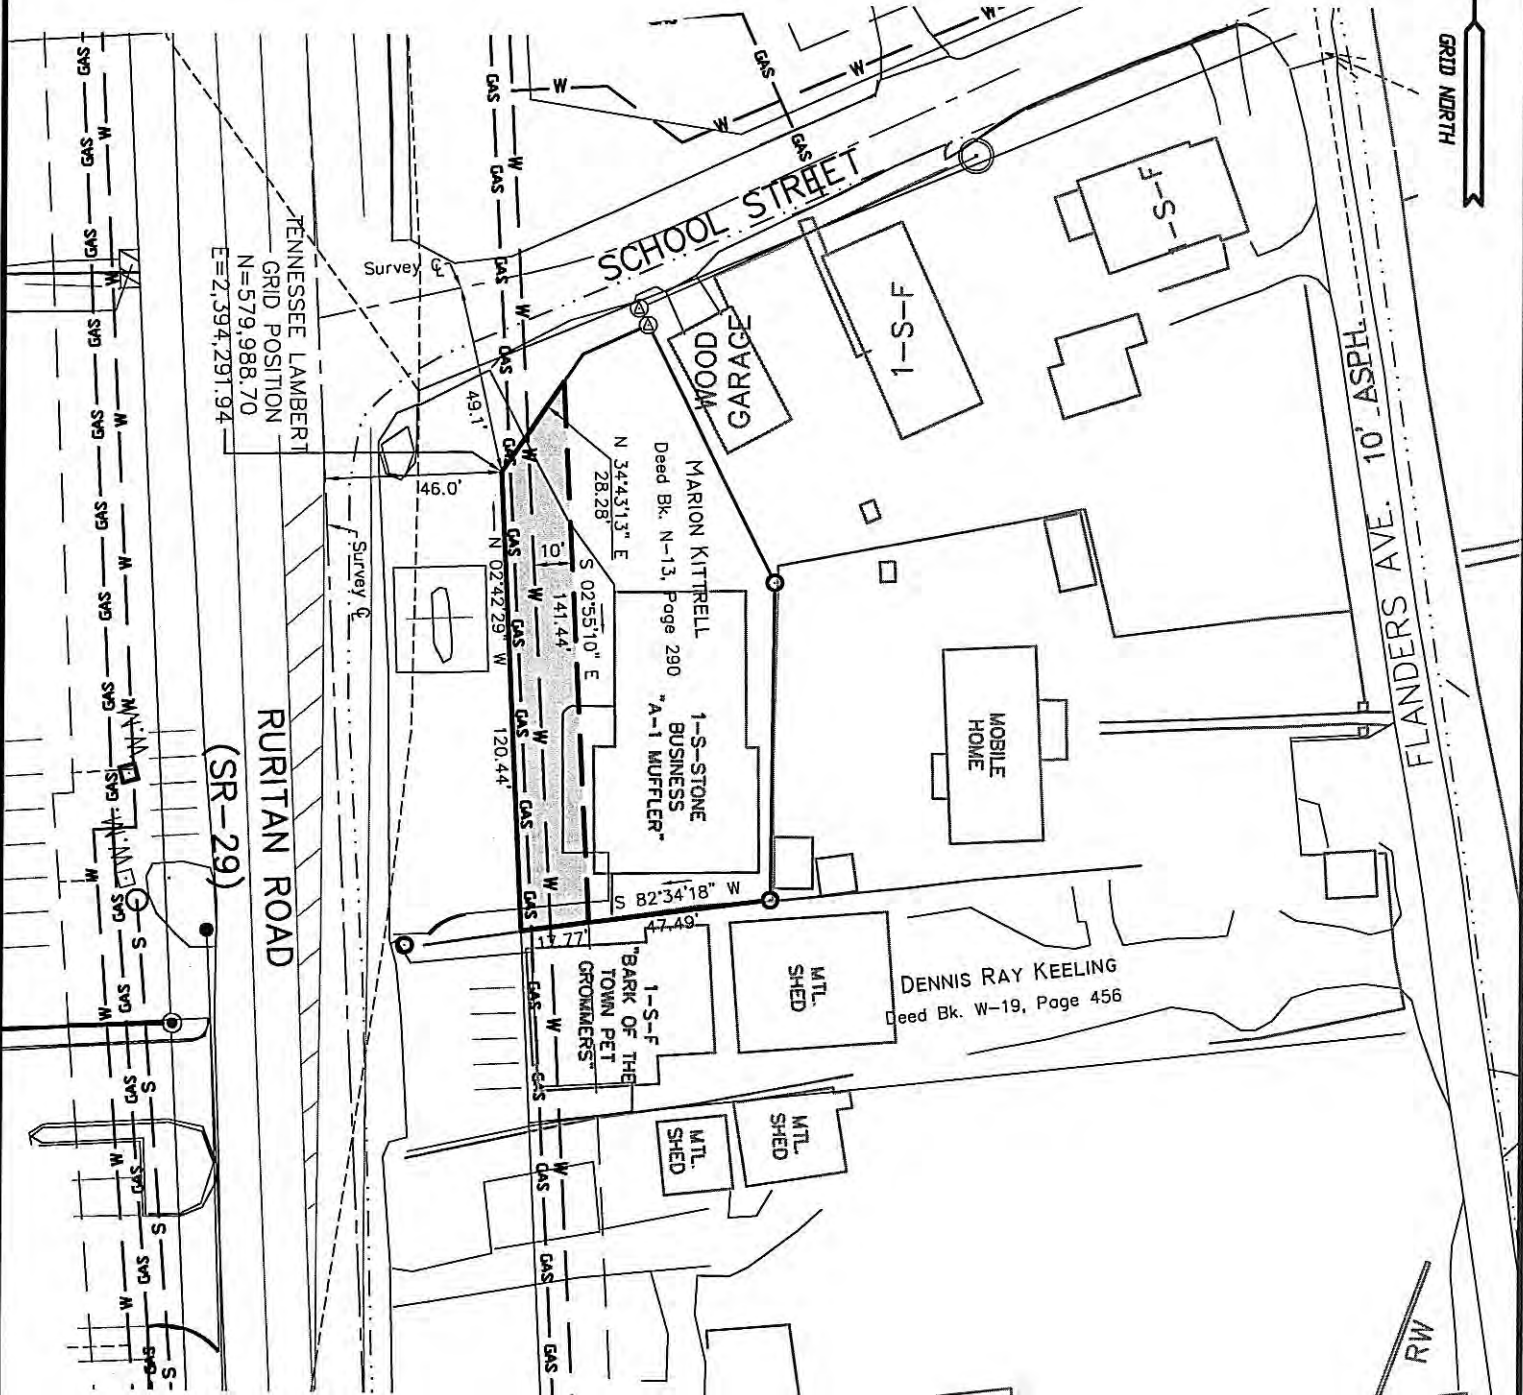 GRID NORTH
SCHOOL STREET
FLANDERS AVE. 10' ASPH.
1-S-F
1-S-F
WOOD
GARAGE
Survey ℄
TENNESSEE LAMBERT
GRID POSITION
N=579,988.70
E=2,394,291.94
49.1'
46.0'
Survey ℄
N 34°43'13" E
28.28'
MARION KITTRELL
Deed Bk. N-13, Page 290
10'
S 02°55'10" E
141.44'
N 02°42'29" W
120.44'
1-S-STONE
BUSINESS
"A-1 MUFFLER"
MOBILE
HOME
S 82°34'18" W
47.49'
17.77'
1-S-F
"BARK OF THE
TOWN PET
GROMMERS"
MTL.
SHED
DENNIS RAY KEELING
Deed Bk. W-19, Page 456
MTL.
SHED
MTL.
SHED
RURITAN ROAD
(SR-29)
RW
GAS
W
S